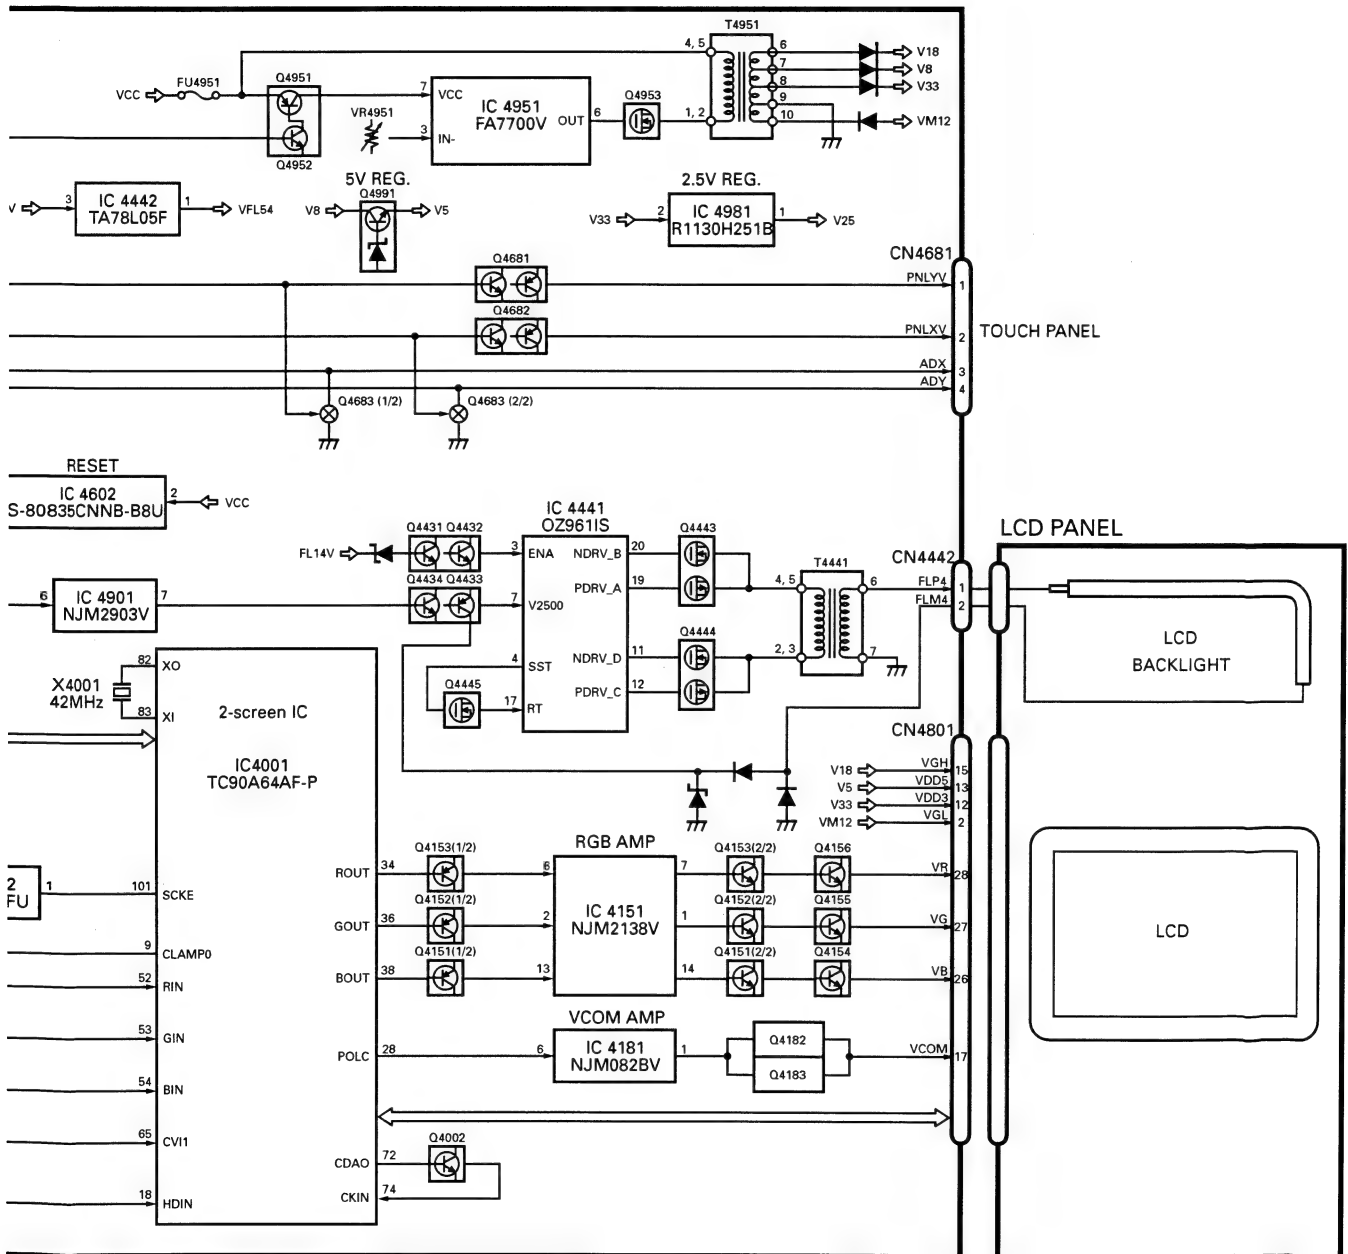 T4951
4, 5
6
V18
FU4951
Q4951
7
V8
VCC
7
VCC
IC 4951
FA7700V
Q4953
8
V33
VR4951
OUT
6
1, 2
9
3
IN-
10
VM12
Q4952
5V REG.
2.5V REG.
Q4991
V
3
IC 4442
TA78L05F
1
VFL54
V8
V5
V33
2
IC 4981
R1130H251B
1
V25
CN4681
Q4681
PNLYV
1
Q4682
PNLXV
2
TOUCH PANEL
ADX
3
ADY
4
Q4683 (1/2)
Q4683 (2/2)
RESET
IC 4602
S-80835CNNB-B8U
2
VCC
IC 4441
OZ961IS
LCD PANEL
Q4431 Q4432
Q4443
FL14V
3
ENA
NDRV_B
20
CN4442
T4441
Q4434 Q4433
PDRV_A
19
4, 5
6
FLP4
1
6
IC 4901
NJM2903V
7
7
V2500
FLM4
2
Q4444
LCD
BACKLIGHT
82
XO
4
SST
NDRV_D
11
2, 3
7
X4001
42MHz
Q4445
PDRV_C
12
83
XI
2-screen IC
17
RT
CN4801
IC4001
TC90A64AF-P
V18
VGH
15
V5
VDD5
13
V33
VDD3
12
VM12
VGL
2
RGB AMP
Q4153(1/2)
Q4153(2/2)
Q4156
ROUT
34
6
7
VR
28
2
FU
1
101
SCKE
Q4152(1/2)
IC 4151
NJM2138V
Q4152(2/2)
Q4155
GOUT
36
2
1
VG
27
LCD
9
CLAMP0
Q4151(1/2)
Q4151(2/2)
Q4154
BOUT
38
13
14
VB
26
52
RIN
VCOM AMP
53
GIN
Q4182
POLC
28
6
IC 4181
NJM082BV
1
VCOM
17
Q4183
54
BIN
65
CVI1
Q4002
CDAO
72
CKIN
74
18
HDIN